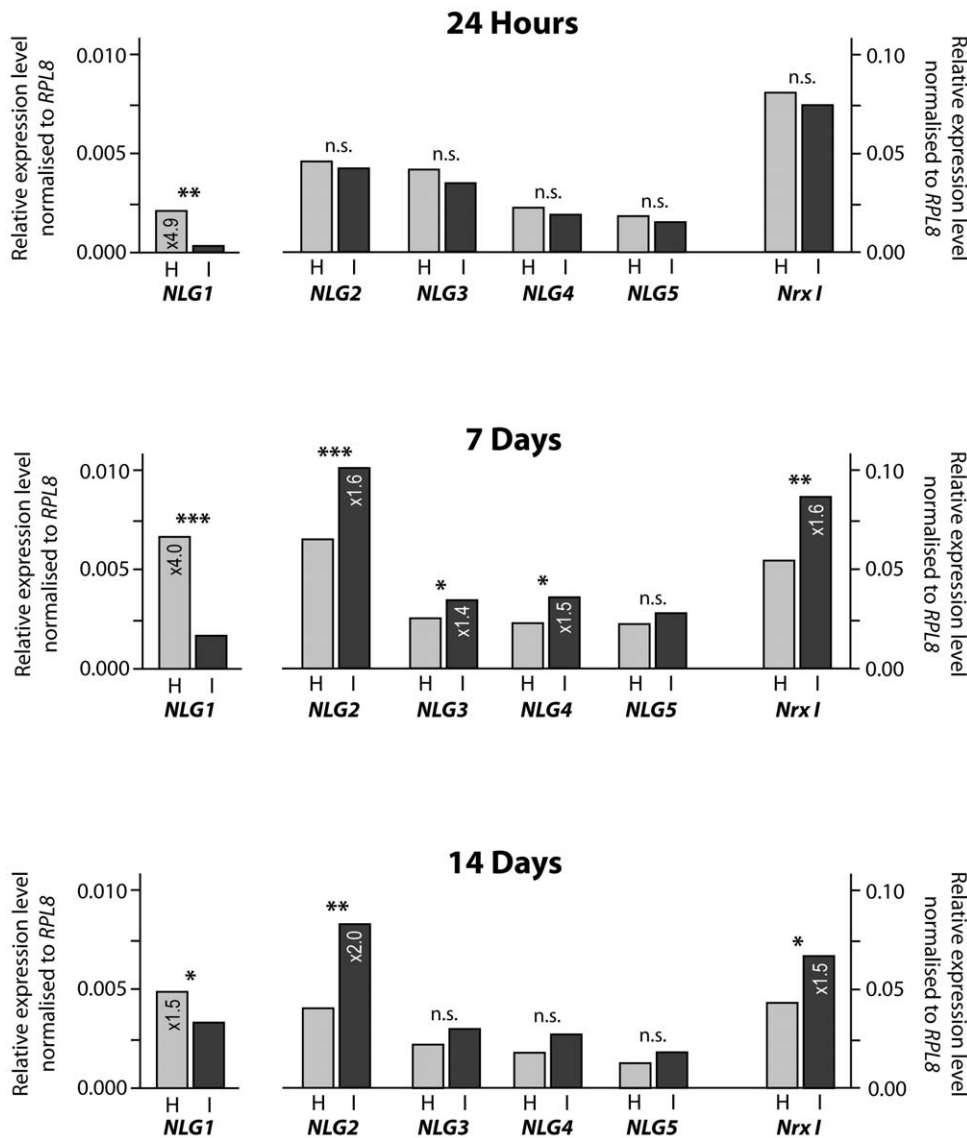 24 Hours
Relative expression level
normalised to RPL8
0.010
0.005
0.000
**
x4.9
H I
NLG1
n.s.
H I
NLG2
n.s.
H I
NLG3
n.s.
H I
NLG4
n.s.
H I
NLG5
n.s.
H I
Nrx I
0.10
0.05
0.00
Relative expression level
normalised to RPL8
7 Days
Relative expression level
normalised to RPL8
0.010
0.005
0.000
***
x4.0
H I
NLG1
***
x1.6
H I
NLG2
*
x1.4
H I
NLG3
*
x1.5
H I
NLG4
n.s.
H I
NLG5
**
x1.6
H I
Nrx I
0.10
0.05
0.00
Relative expression level
normalised to RPL8
14 Days
Relative expression level
normalised to RPL8
0.010
0.005
0.000
*
x1.5
H I
NLG1
**
x2.0
H I
NLG2
n.s.
H I
NLG3
n.s.
H I
NLG4
n.s.
H I
NLG5
*
x1.5
H I
Nrx I
0.10
0.05
0.00
Relative expression level
normalised to RPL8